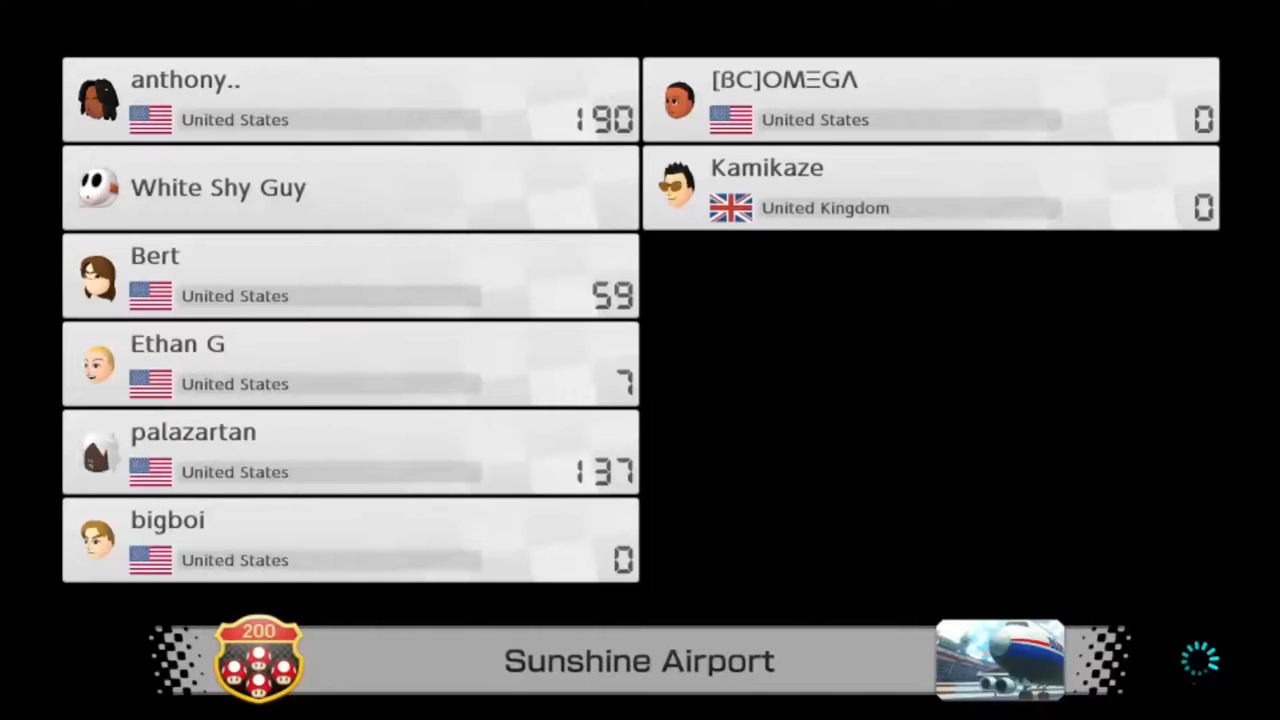 anthony..
United States
190
White Shy Guy
Bert
United States
59
Ethan G
United States
7
palazartan
United States
137
bigboi
United States
0
[BC]OMΞGΛ
United States
0
Kamikaze
United Kingdom
0
200
Sunshine Airport